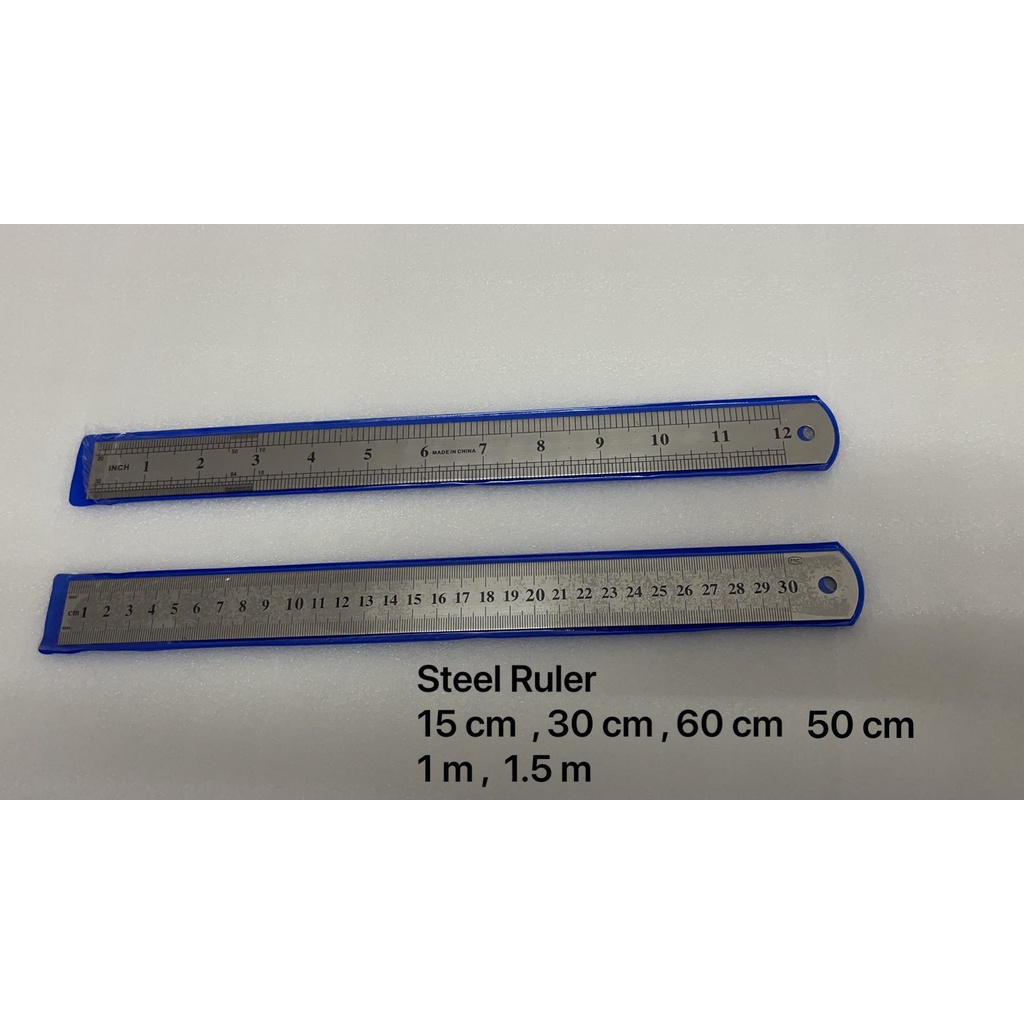 INCH 1 2 3 4 5 6 MADE IN CHINA 7 8 9 10 11 12
cm 1 2 3 4 5 6 7 8 9 10 11 12 13 14 15 16 17 18 19 20 21 22 23 24 25 26 27 28 29 30
Steel Ruler
15 cm , 30 cm , 60 cm 50 cm
1 m , 1.5 m